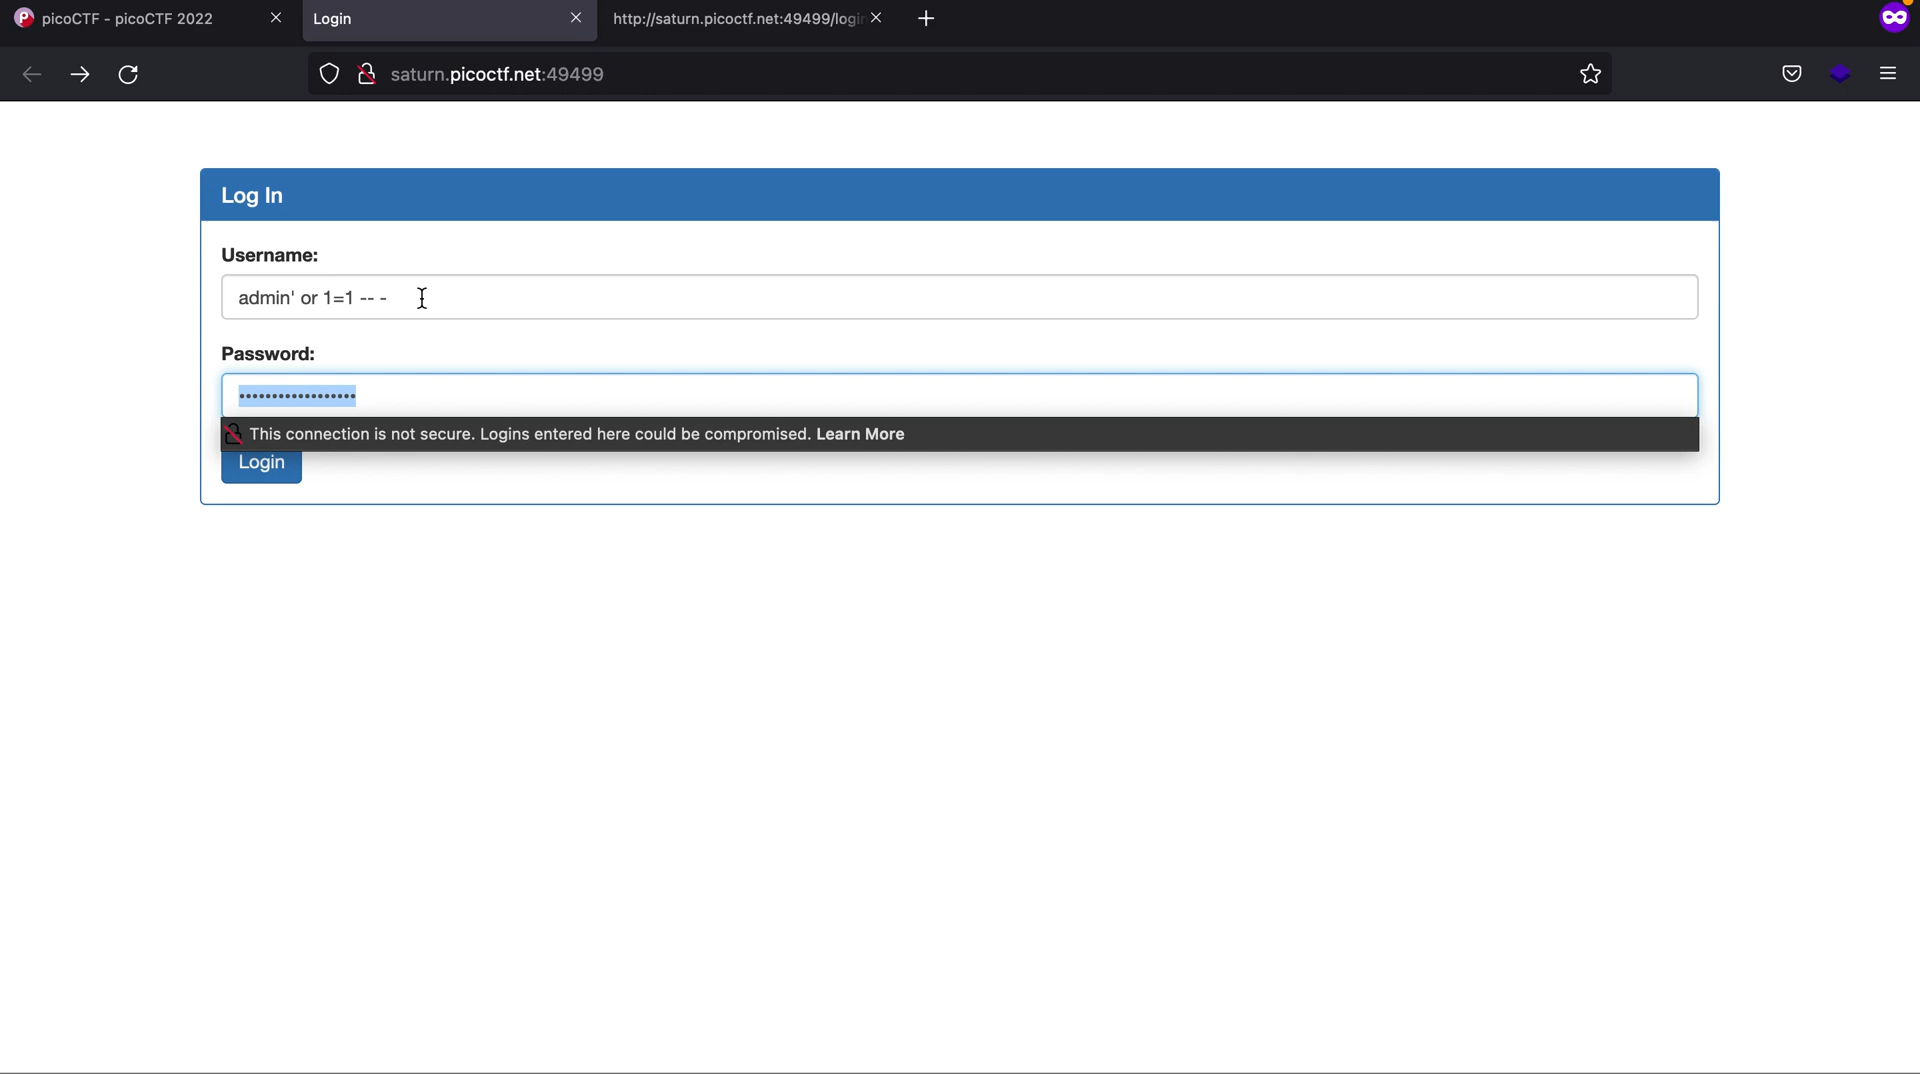 picoCTF - picoCTF 2022
Login
http://saturn.picoctf.net:49499/login
saturn.picoctf.net:49499
Log In
Username:
admin' or 1=1 -- -
Password:
••••••••••••••••••
This connection is not secure. Logins entered here could be compromised. Learn More
Login